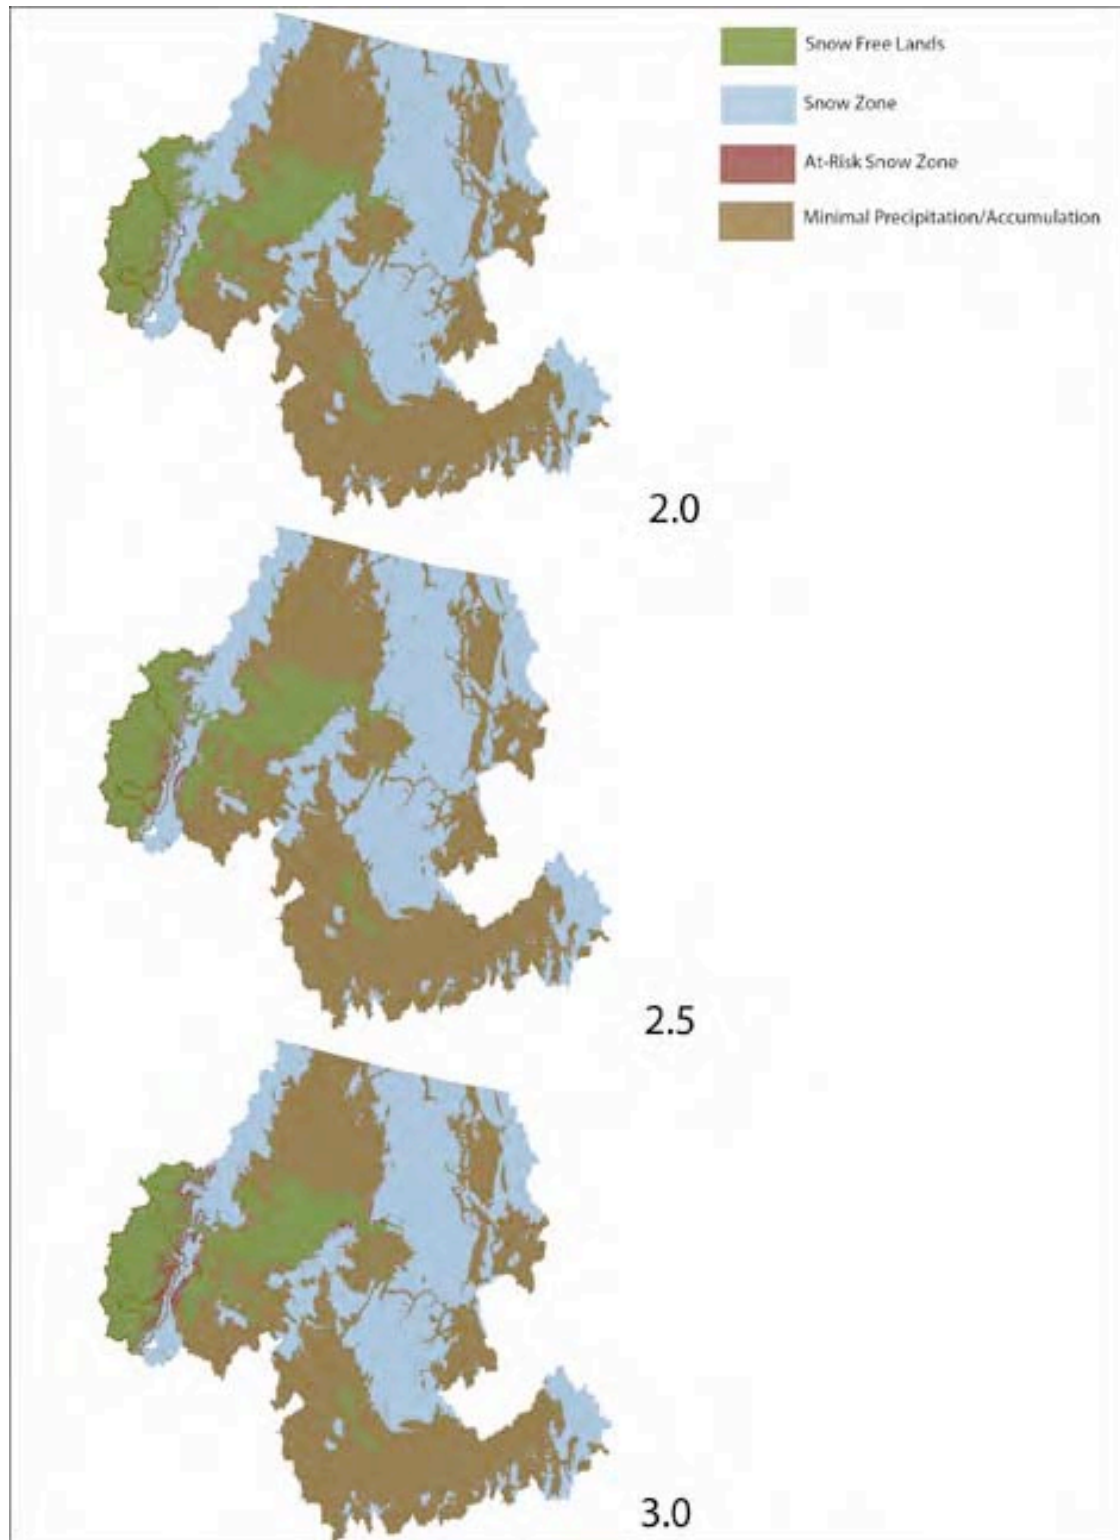 Snow Free Lands
Snow Zone
At-Risk Snow Zone
Minimal Precipitation/Accumulation
2.0
2.5
3.0